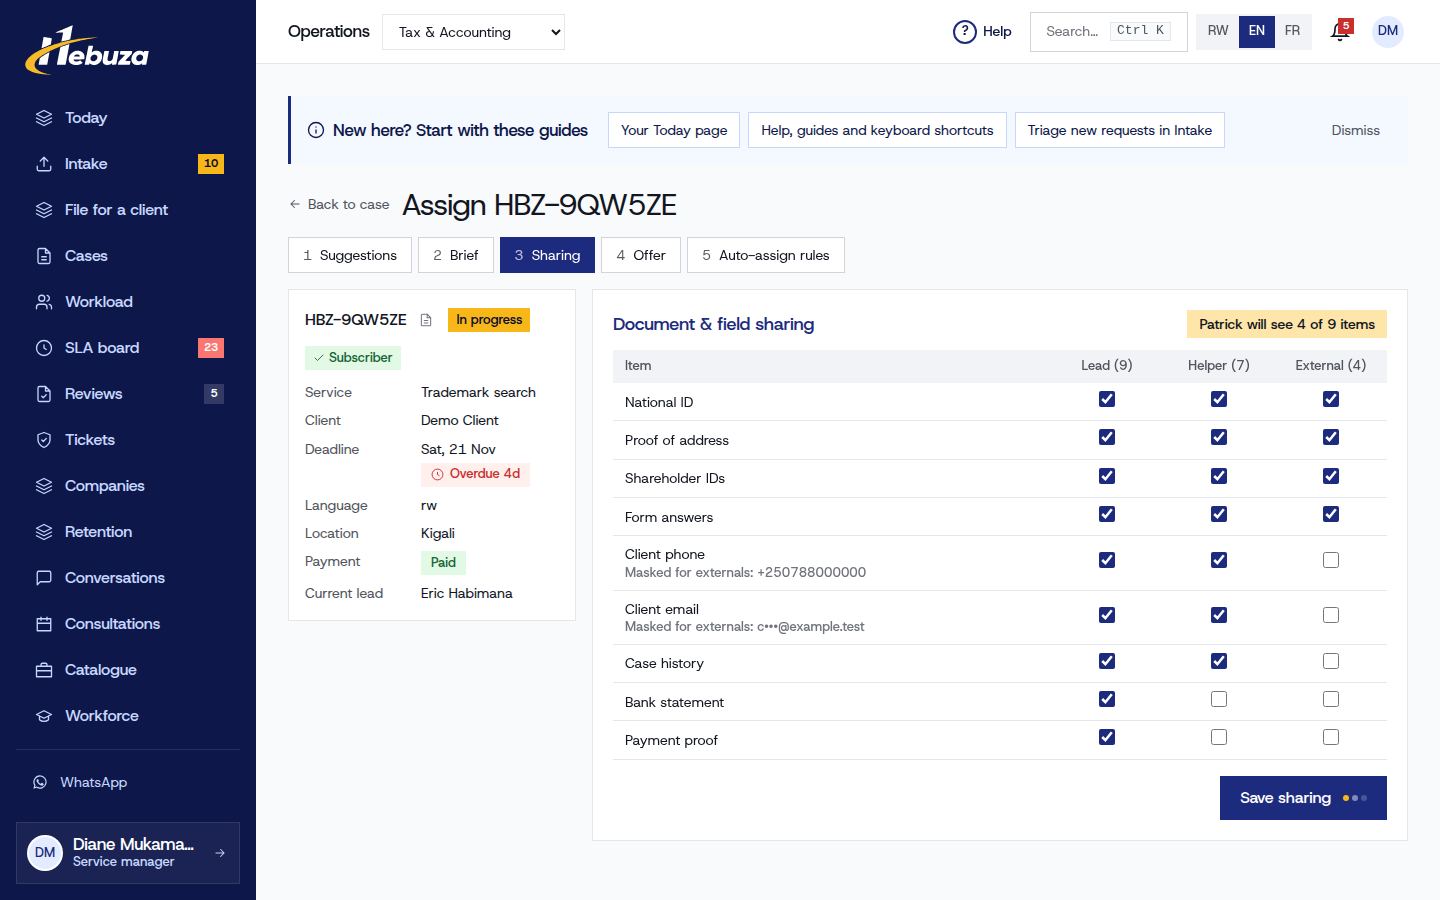 Hebuza
Operations
Tax & Accounting
? Help
Search...
Ctrl K
RW
EN
FR
5
DM
Today
Intake
10
File for a client
Cases
Workload
SLA board
23
Reviews
5
Tickets
Companies
Retention
Conversations
Consultations
Catalogue
Workforce
WhatsApp
DM
Diane Mukama...
Service manager
New here? Start with these guides
Your Today page
Help, guides and keyboard shortcuts
Triage new requests in Intake
Dismiss
Back to case
Assign HBZ-9QW5ZE
1 Suggestions
2 Brief
3 Sharing
4 Offer
5 Auto-assign rules
HBZ-9QW5ZE
In progress
Subscriber
Service Trademark search
Client Demo Client
Deadline Sat, 21 Nov
Overdue 4d
Language rw
Location Kigali
Payment Paid
Current lead Eric Habimana
Document & field sharing
Patrick will see 4 of 9 items
Item Lead (9) Helper (7) External (4)
National ID
Proof of address
Shareholder IDs
Form answers
Client phone
Masked for externals: +250788000000
Client email
Masked for externals: c•••@example.test
Case history
Bank statement
Payment proof
Save sharing